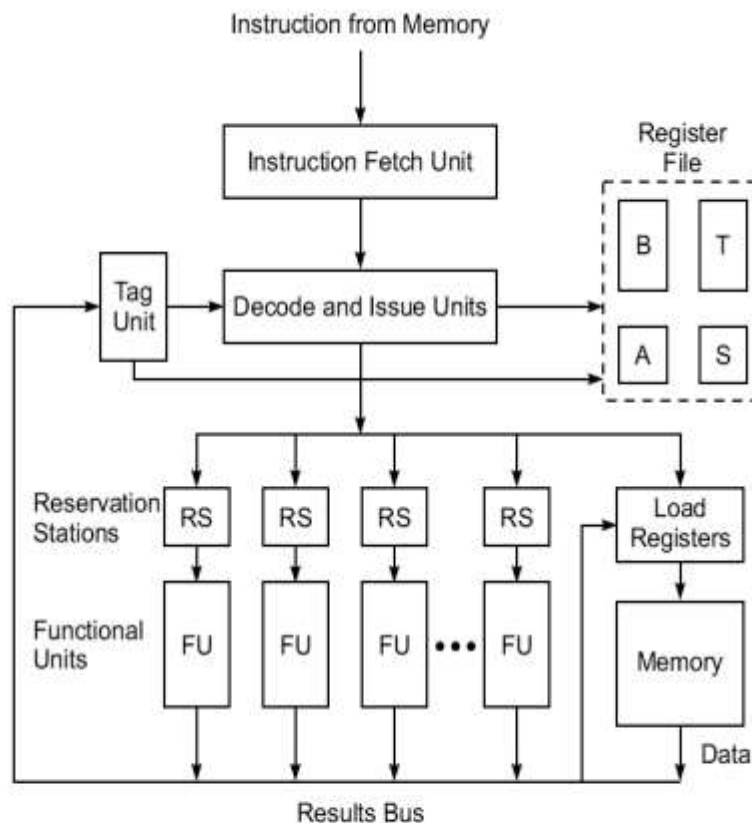 Instruction from Memory
Instruction Fetch Unit
Register
File
B
T
Tag
Unit
Decode and Issue Units
A
S
Reservation
Stations
RS
RS
RS
RS
Load
Registers
Functional
Units
FU
FU
FU
•••
FU
Memory
Data
Results Bus